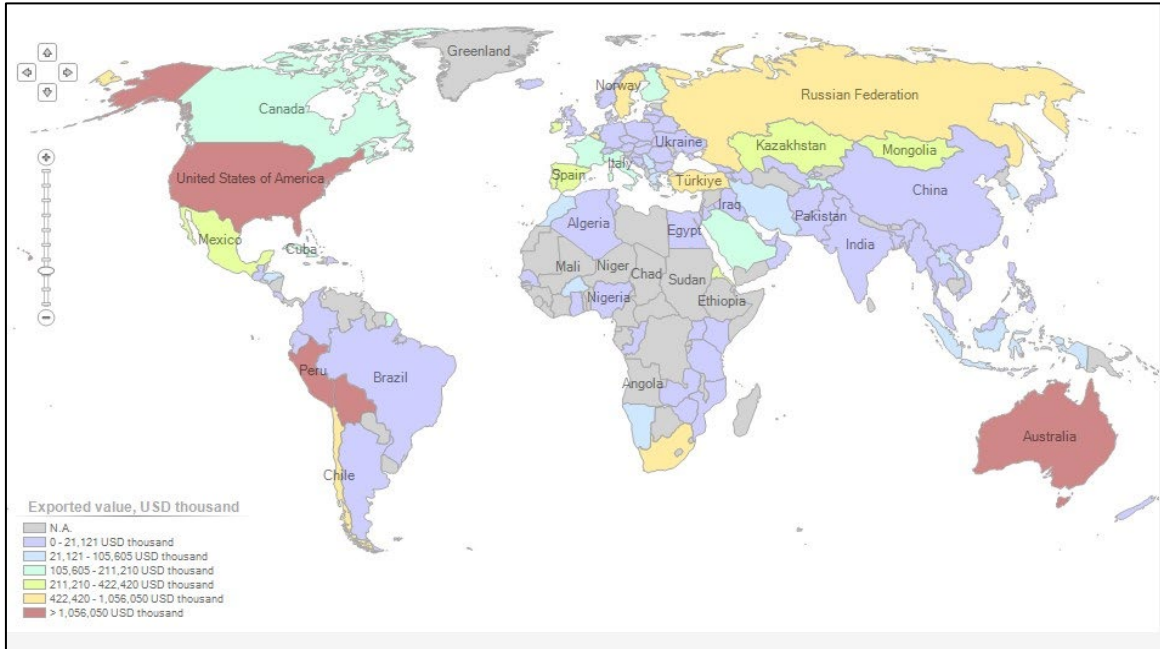 Greenland
Norway
Russian Federation
Canada
Ukraine
Kazakhstan
Mongolia
Italy
United States of America
Spain
Türkiye
China
Iraq
Pakistan
Algeria
Egypt
Mexico
India
Cuba
Mali
Niger
Chad
Sudan
Nigeria
Ethiopia
Peru
Brazil
Angola
Australia
Chile
Exported value, USD thousand
N.A.
0 - 21,121 USD thousand
21,121 - 105,605 USD thousand
105,605 - 211,210 USD thousand
211,210 - 422,420 USD thousand
422,420 - 1,056,050 USD thousand
> 1,056,050 USD thousand